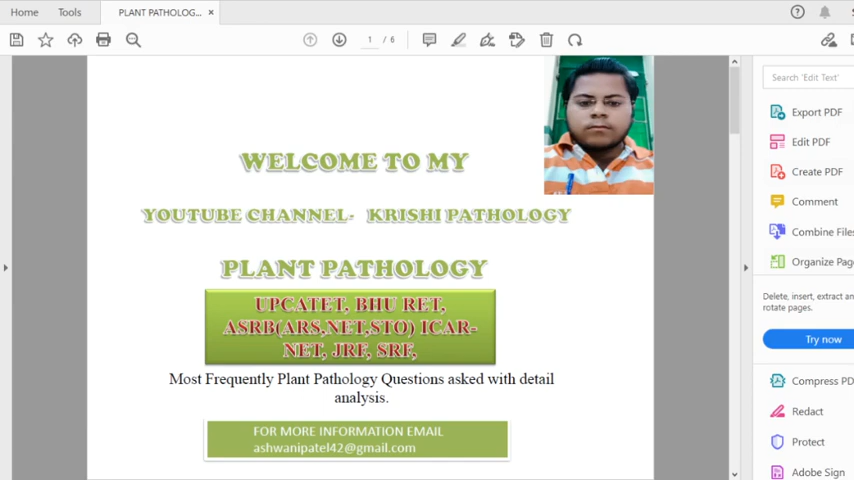 Home
Tools
PLANT PATHOLOG... ×
1 / 6
WELCOME TO MY
YOUTUBE CHANNEL- KRISHI PATHOLOGY
PLANT PATHOLOGY
UPCATET, BHU RET,
ASRB(ARS,NET,STO) ICAR-
NET, JRF, SRF,
Most Frequently Plant Pathology Questions asked with detail
analysis.
FOR MORE INFORMATION EMAIL
ashwanipatel42@gmail.com
Search 'Edit Text'
Export PDF
Edit PDF
Create PDF
Comment
Combine Files
Organize Pag
Delete, insert, extract an
rotate pages.
Try now
Compress PD
Redact
Protect
Adobe Sign